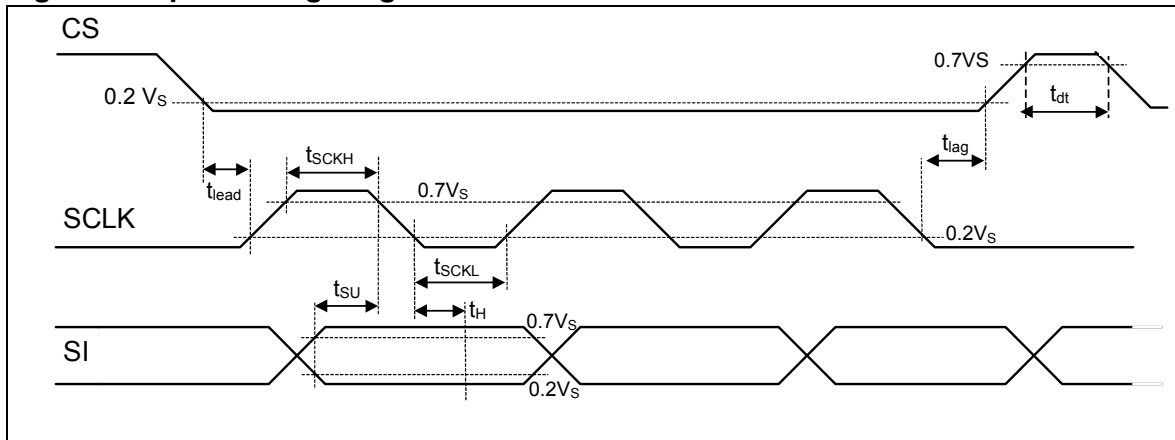 CS
0.2 VS
0.7VS
tdt
tlead
tSCKH
tlag
0.7VS
SCLK
0.2VS
tSCKL
tSU
tH
0.7VS
SI
0.2VS